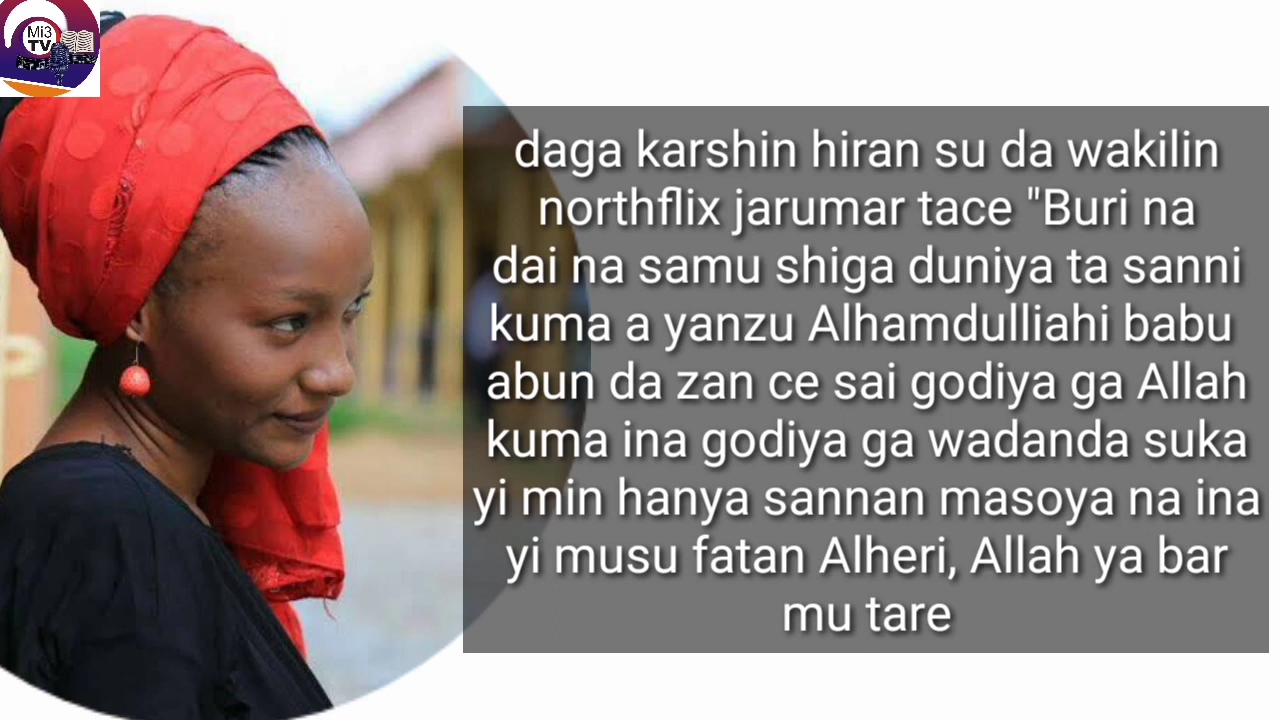 Mi3
TV
daga karshin hiran su da wakilin
northflix jarumar tace "Buri na
dai na samu shiga duniya ta sanni
kuma a yanzu Alhamdulliahi babu
abun da zan ce sai godiya ga Allah
kuma ina godiya ga wadanda suka
yi min hanya sannan masoya na ina
yi musu fatan Alheri, Allah ya bar
mu tare